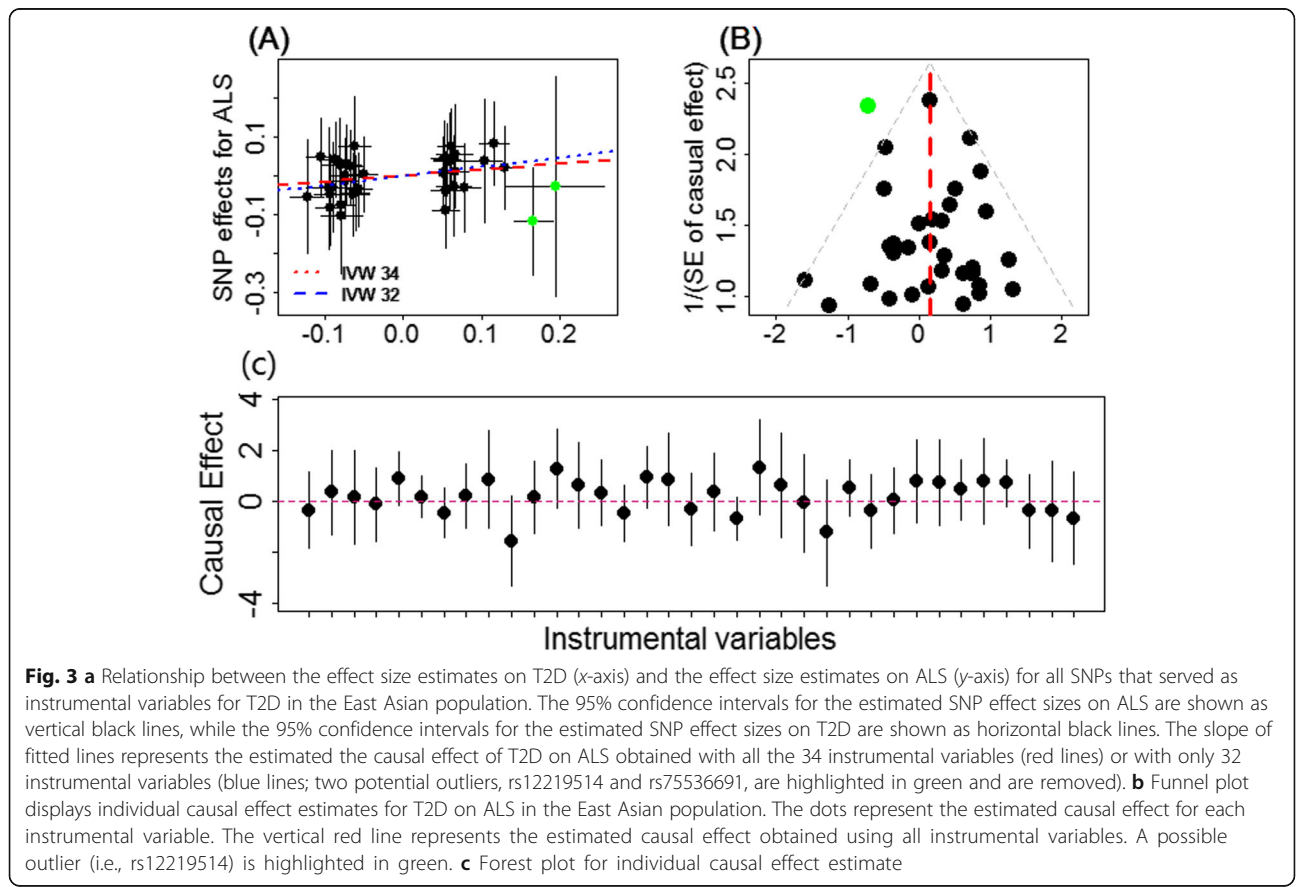 (A)
SNP effects for ALS
0.1
-0.1
-0.3
IVW 34
IVW 32
-0.1 0.0 0.1 0.2
(B)
1/(SE of casual effect)
2.5
2.0
1.5
1.0
-2 -1 0 1 2
(c)
Causal Effect
4
2
0
-4
Instrumental variables
Fig. 3 a Relationship between the effect size estimates on T2D (x-axis) and the effect size estimates on ALS (y-axis) for all SNPs that served as
instrumental variables for T2D in the East Asian population. The 95% confidence intervals for the estimated SNP effect sizes on ALS are shown as
vertical black lines, while the 95% confidence intervals for the estimated SNP effect sizes on T2D are shown as horizontal black lines. The slope of
fitted lines represents the estimated the causal effect of T2D on ALS obtained with all the 34 instrumental variables (red lines) or with only 32
instrumental variables (blue lines; two potential outliers, rs12219514 and rs75536691, are highlighted in green and are removed). b Funnel plot
displays individual causal effect estimates for T2D on ALS in the East Asian population. The dots represent the estimated causal effect for each
instrumental variable. The vertical red line represents the estimated causal effect obtained using all instrumental variables. A possible
outlier (i.e., rs12219514) is highlighted in green. c Forest plot for individual causal effect estimate